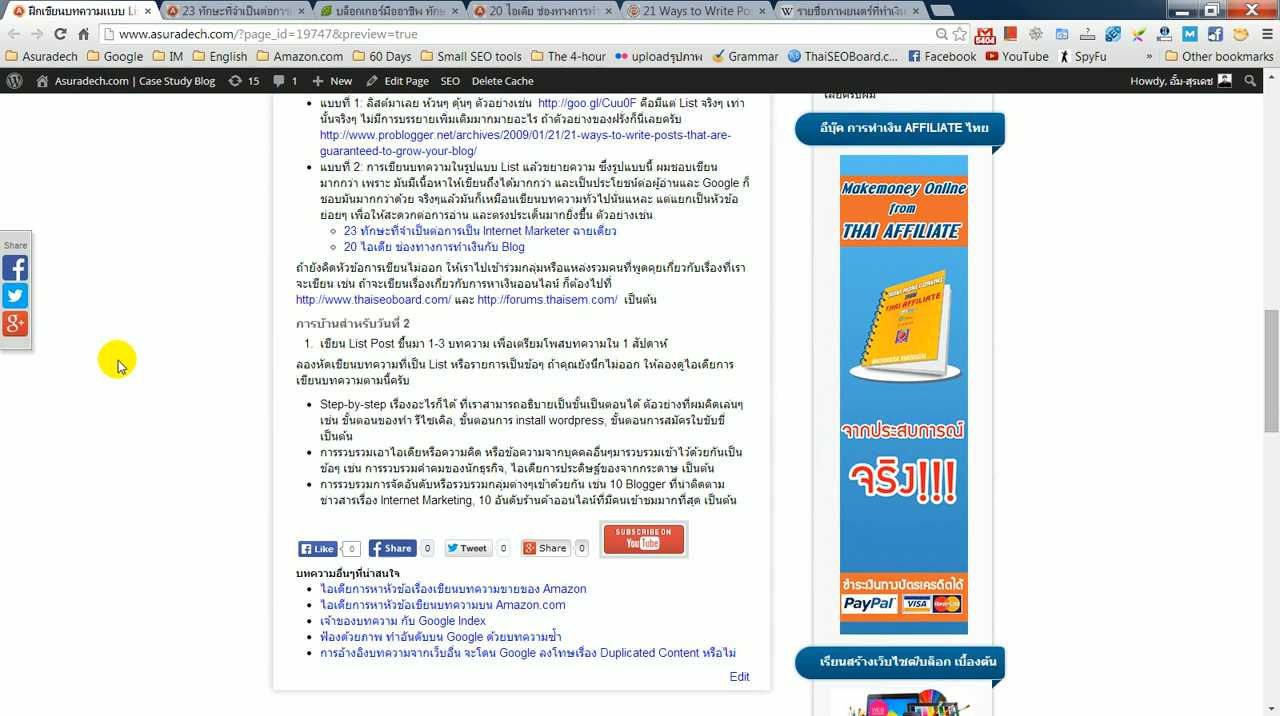 ฝึกเขียนบทความแบบ Lis
23 ทักษะที่จำเป็นต่อการเ
บล็อกเกอร์มืออาชีพ ทักษ
20 ไอเดีย ช่องทางการทำเ
21 Ways to Write Pos
รายชื่อภาพยนตร์ที่ทำเงิน
www.asuradech.com/?page_id=19747&preview=true
5404
Asuradech
Google
IM
English
Amazon.com
60 Days
Small SEO tools
The 4-hour
uploadรูปภาพ
Grammar
ThaiSEOBoard.c...
Facebook
YouTube
SpyFu
»
Other bookmarks
Asuradech.com | Case Study Blog
15
1
New
Edit Page
SEO
Delete Cache
Howdy, อั้ม-สุรเดช
เลยครับผม
แบบที่ 1: ลิสต์มาเลย ห้วนๆ ตุ้นๆ ตัวอย่างเช่น http://goo.gl/Cuu0F คือมีแต่ List จริงๆ เท่า
นั้นจริงๆ ไม่มีการบรรยายเพิ่มเติมมากมายอะไร ถ้าตัวอย่างของฝรั่งก็นี่เลยครับ
http://www.problogger.net/archives/2009/01/21/21-ways-to-write-posts-that-are-
guaranteed-to-grow-your-blog/
แบบที่ 2: การเขียนบทความในรูปแบบ List แล้วขยายความ ซึ่งรูปแบบนี้ ผมชอบเขียน
มากกว่า เพราะ มันมีเนื้อหาให้เขียนถึงได้มากกว่า และเป็นประโยชน์ต่อผู้อ่านและ Google ก็
ชอบมันมากกว่าด้วย จริงๆแล้วมันก็เหมือนเขียนบทความทั่วไปนั่นแหละ แต่แยกเป็นหัวข้อ
ย่อยๆ เพื่อให้สะดวกต่อการอ่าน และตรงประเด็นมากยิ่งขึ้น ตัวอย่างเช่น
23 ทักษะที่จำเป็นต่อการเป็น Internet Marketer ฉายเดี่ยว
20 ไอเดีย ช่องทางการทำเงินกับ Blog
ถ้ายังคิดหัวข้อการเขียนไม่ออก ให้เราไปเข้าร่วมกลุ่มหรือแหล่งรวมคนที่พูดคุยเกี่ยวกับเรื่องที่เรา
จะเขียน เช่น ถ้าจะเขียนเรื่องเกี่ยวกับการหาเงินออนไลน์ ก็ต้องไปที่
http://www.thaiseoboard.com/ และ http://forums.thaisem.com/ เป็นต้น
การบ้านสำหรับวันที่ 2
1. เขียน List Post ขึ้นมา 1-3 บทความ เพื่อเตรียมโพสบทความใน 1 สัปดาห์
ลองหัดเขียนบทความที่เป็น List หรือรายการเป็นข้อๆ ถ้าคุณยังนึกไม่ออก ให้ลองดูไอเดียการ
เขียนบทความตามนี้ครับ
Step-by-step เรื่องอะไรก็ได้ ที่เราสามารถอธิบายเป็นขั้นเป็นตอนได้ ตัวอย่างที่ผมคิดเล่นๆ
เช่น ขั้นตอนของทำ รีไซเคิล, ขั้นตอนการ install wordpress, ขั้นตอนการสมัครใบขับขี่
เป็นต้น
การรวบรวมเอาไอเดียหรือความคิด หรือข้อความจากบุคคลอื่นๆมารวบรวมเข้าไว้ด้วยกันเป็น
ข้อๆ เช่น การรวบรวมคำคมของนักธุรกิจ, ไอเดียการประดิษฐ์ของจากกระดาษ เป็นต้น
การรวบรวมการจัดอันดับหรือรวบรวมกลุ่มต่างๆเข้าด้วยกัน เช่น 10 Blogger ที่น่าติดตาม
ข่าวสารเรื่อง Internet Marketing, 10 อันดับร้านค้าออนไลน์ที่มีคนเข้าชมมากที่สุด เป็นต้น
Like 0
Share 0
Tweet 0
Share 0
SUBSCRIBE ON
YouTube
บทความอื่นๆที่น่าสนใจ
ไอเดียการหาหัวข้อเรื่องเขียนบทความขายของ Amazon
ไอเดียการหาหัวข้อเขียนบทความบน Amazon.com
เจ้าของบทความ กับ Google Index
ฟ้องด้วยภาพ ทำอันดับบน Google ด้วยบทความซ้ำ
การอ้างอิงบทความจากเว็บอื่น จะโดน Google ลงโทษเรื่อง Duplicated Content หรือไม่
Edit
Share
อีบุ๊ค การทำเงิน AFFILIATE ไทย
Makemoney Online
from
THAI AFFILIATE
จากประสบการณ์
จริง!!!
ชำระเงินทางบัตรเครดิตได้
PayPal
VISA
MasterCard
เรียนสร้างเว็บไซต์/บล็อก เบื้องต้น